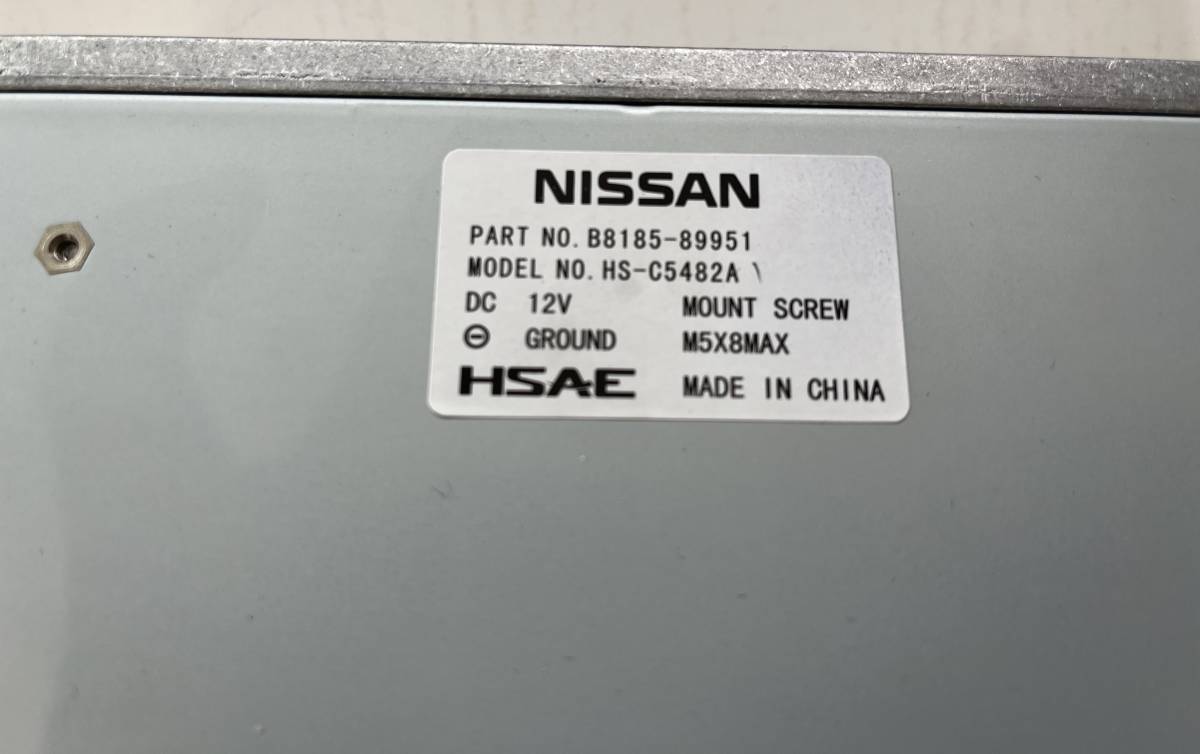 NISSAN
PART NO. B8185-89951
MODEL NO. HS-C5482A
DC 12V MOUNT SCREW
⊖ GROUND M5X8MAX
HSAE MADE IN CHINA